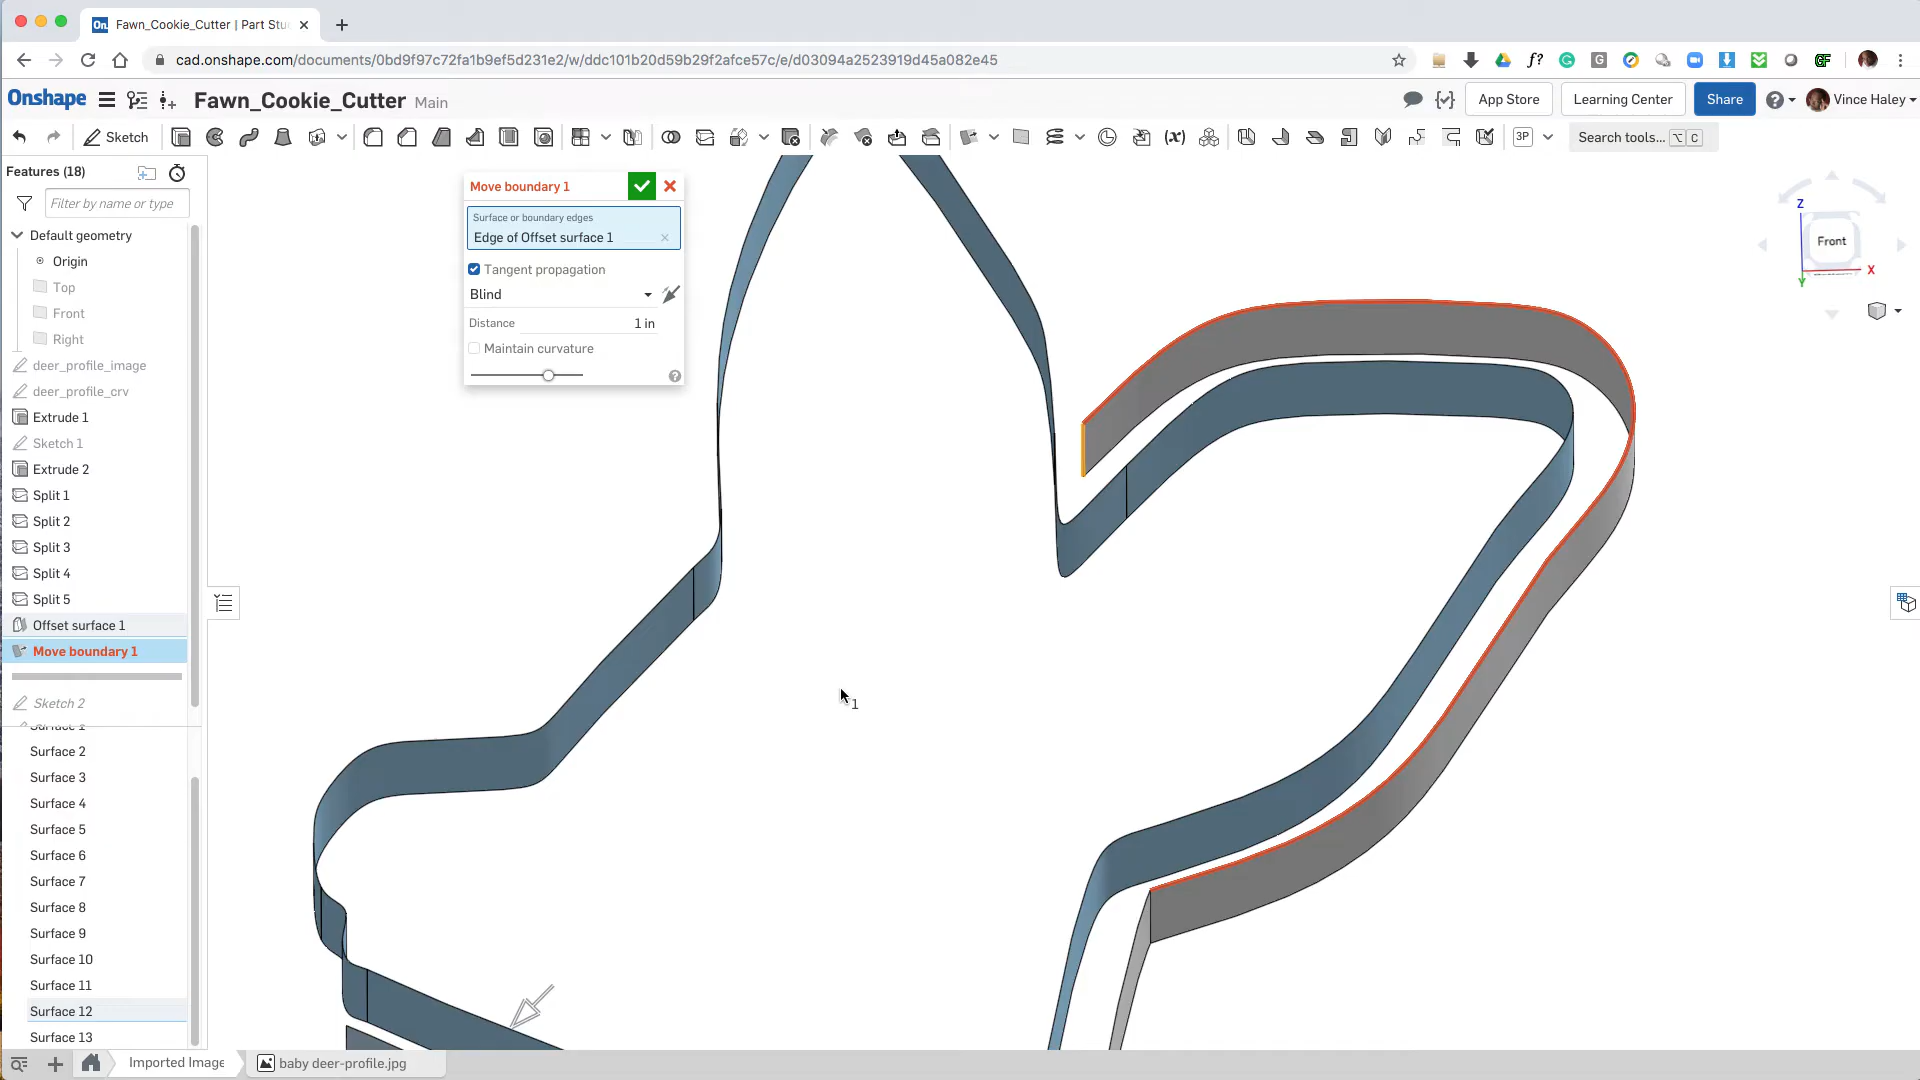 On. Fawn_Cookie_Cutter | Part Stu
cad.onshape.com/documents/0bd9f97c72fa1b9ef5d231e2/w/ddc101b20d59b29f2afce57c/e/d03094a2523919d45a082e45
f?
G
GF
Onshape
Fawn_Cookie_Cutter Main
App Store
Learning Center
Share
Vince Haley
Sketch
(x)
3P
Search tools... ⌥ C
Features (18)
Filter by name or type
Default geometry
Origin
Top
Front
Right
deer_profile_image
deer_profile_crv
Extrude 1
Sketch 1
Extrude 2
Split 1
Split 2
Split 3
Split 4
Split 5
Offset surface 1
Move boundary 1
Sketch 2
Surface 1
Surface 2
Surface 3
Surface 4
Surface 5
Surface 6
Surface 7
Surface 8
Surface 9
Surface 10
Surface 11
Surface 12
Surface 13
Move boundary 1
Surface or boundary edges
Edge of Offset surface 1
Tangent propagation
Blind
Distance 1 in
Maintain curvature
1
Z
Front
X
Y
Imported Image
baby deer-profile.jpg